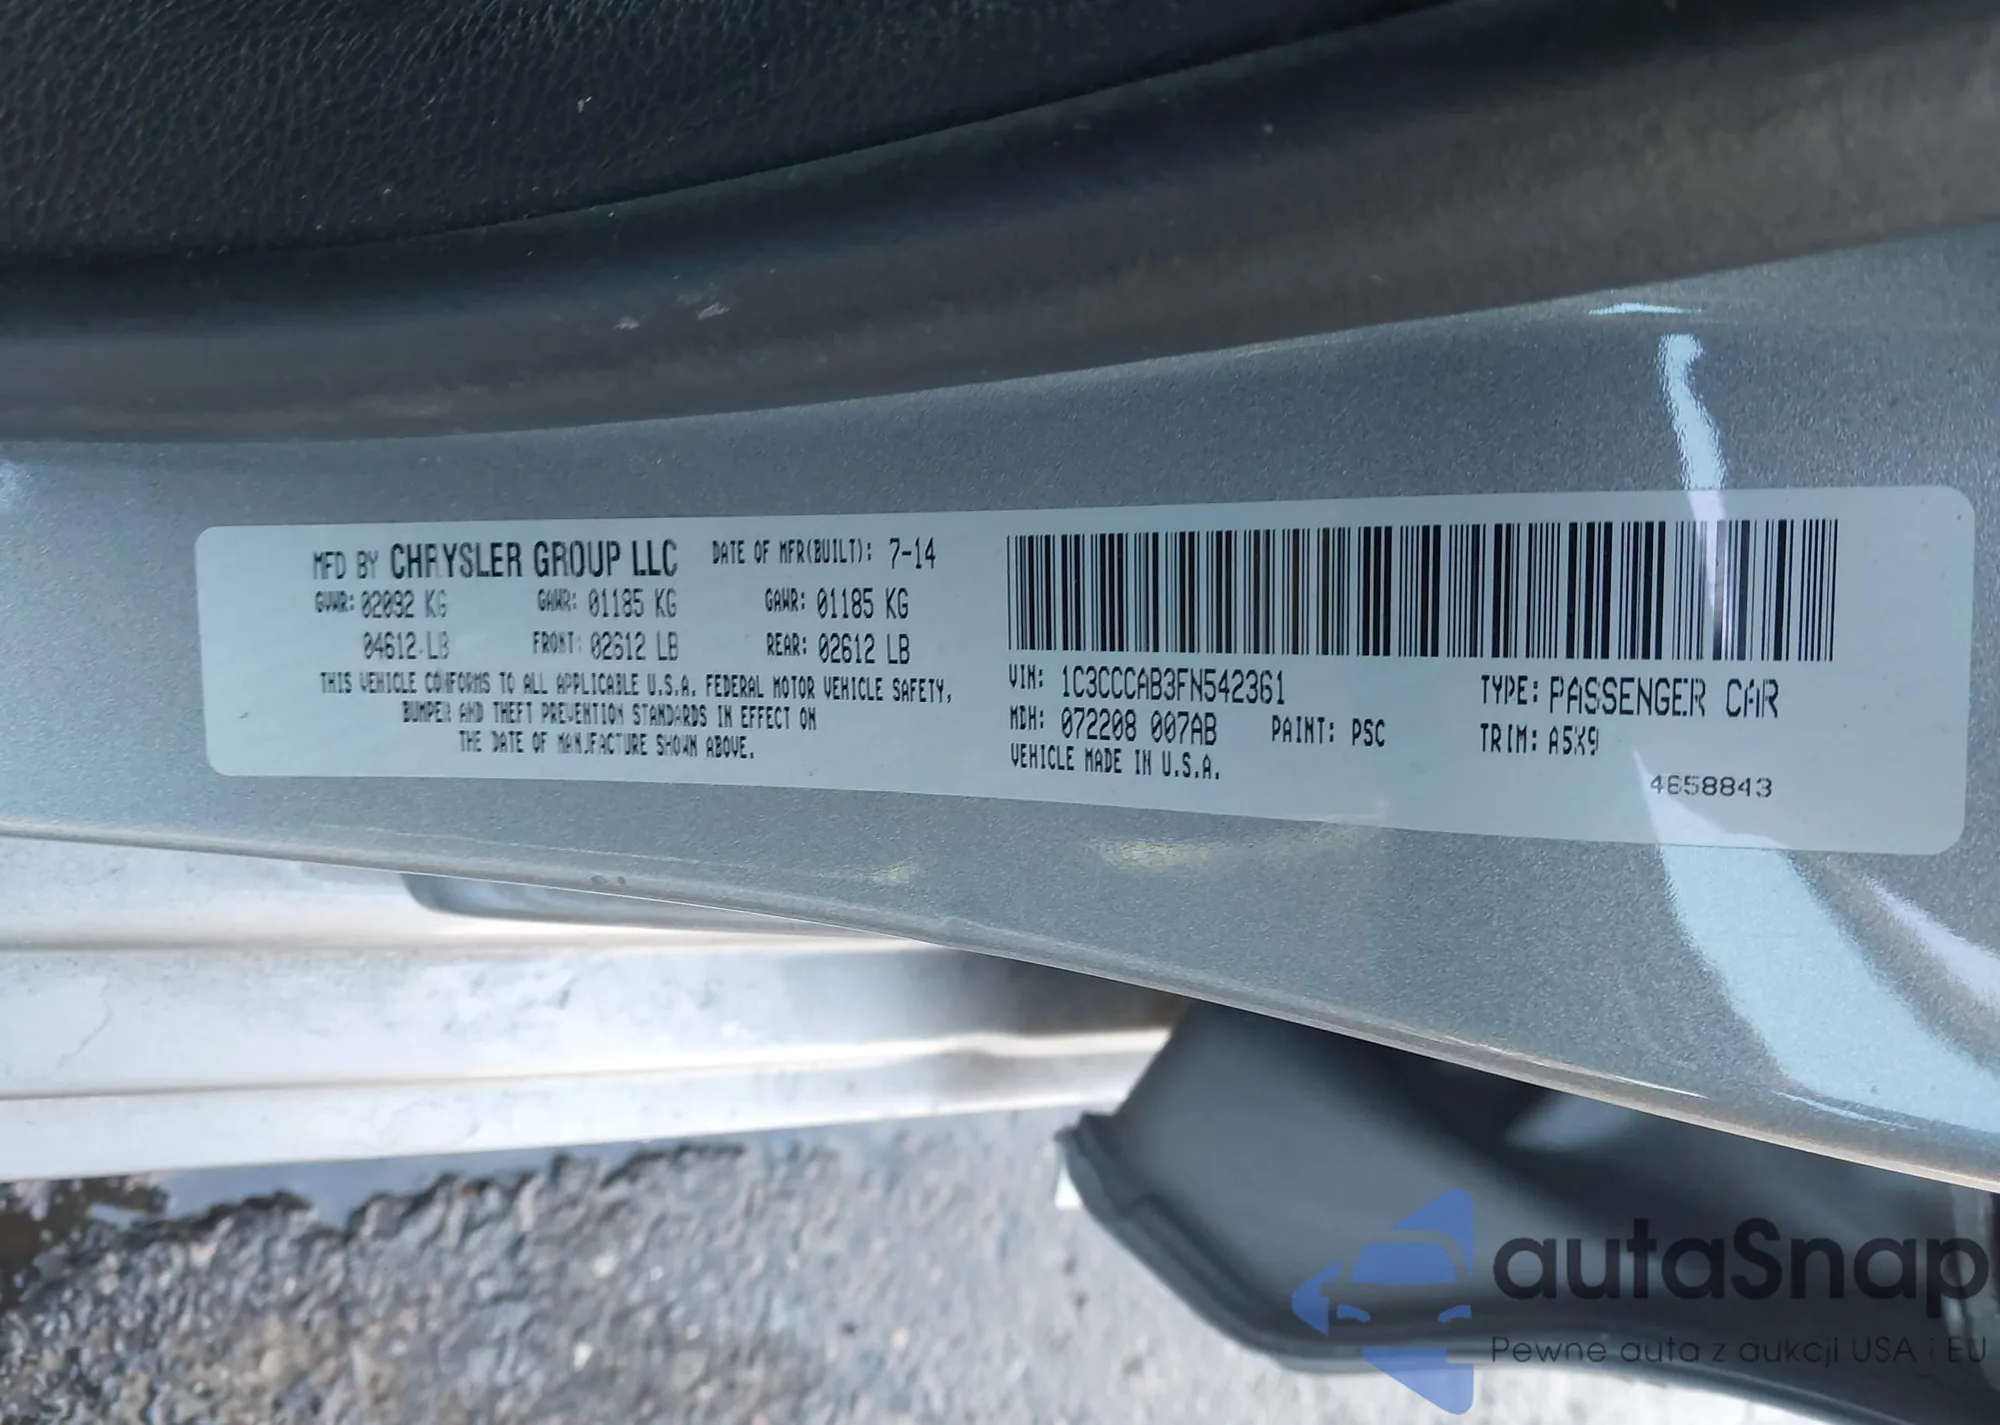 MFD BY CHRYSLER GROUP LLC DATE OF MFR(BUILT): 7-14
GVWR: 02092 KG GAWR: 01185 KG GAWR: 01185 KG
04612 LB FRONT: 02612 LB REAR: 02612 LB
THIS VEHICLE CONFORMS TO ALL APPLICABLE U.S.A. FEDERAL MOTOR VEHICLE SAFETY,
BUMPER AND THEFT PREVENTION STANDARDS IN EFFECT ON
THE DATE OF MANUFACTURE SHOWN ABOVE.
VIN: 1C3CCCAB3FN542361 TYPE: PASSENGER CAR
MDH: 072208 007AB PAINT: PSC TRIM: A5X9
VEHICLE MADE IN U.S.A.
4658843
autaSnap
Pewne auta z aukcji USA i EU